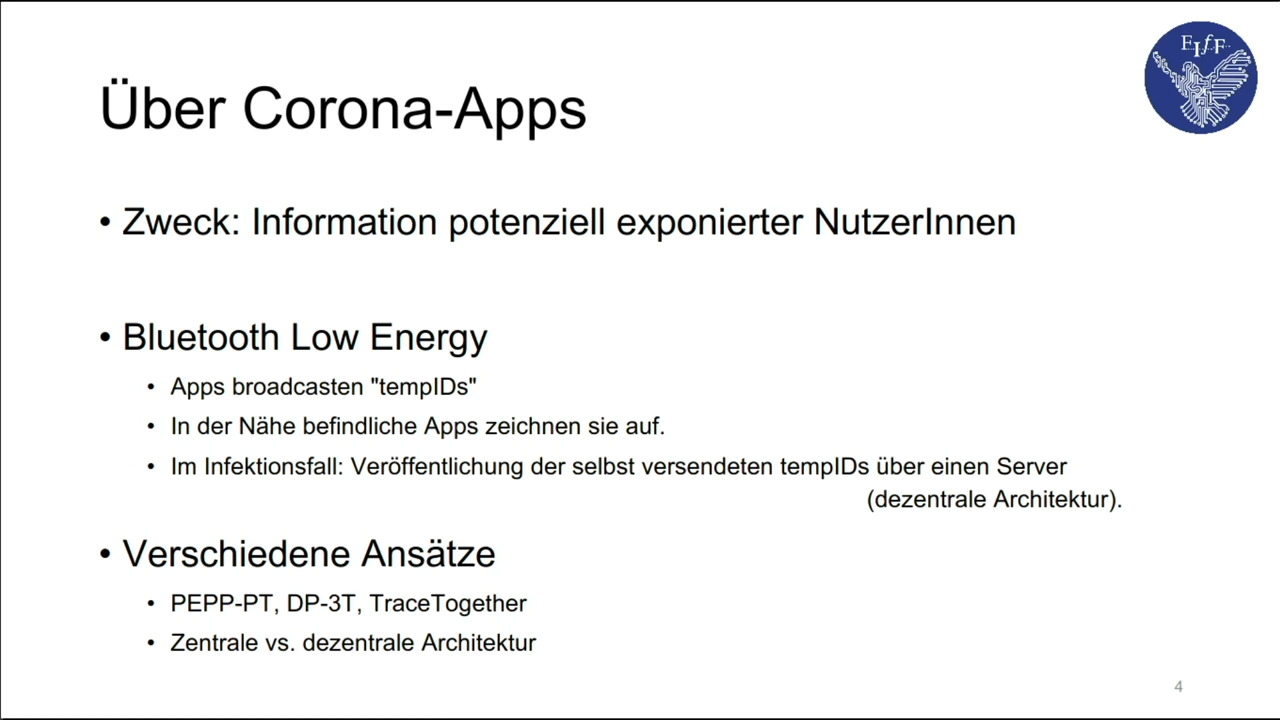 FIfF
Über Corona-Apps
• Zweck: Information potenziell exponierter NutzerInnen
• Bluetooth Low Energy
• Apps broadcasten "tempIDs"
• In der Nähe befindliche Apps zeichnen sie auf.
• Im Infektionsfall: Veröffentlichung der selbst versendeten tempIDs über einen Server
(dezentrale Architektur).
• Verschiedene Ansätze
• PEPP-PT, DP-3T, TraceTogether
• Zentrale vs. dezentrale Architektur
4